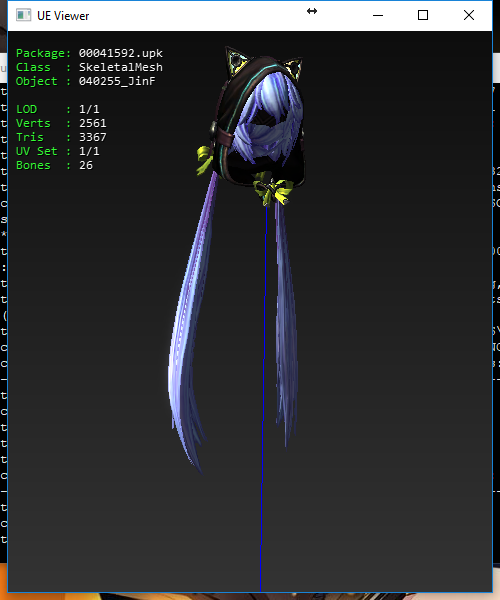 UE Viewer
Package: 00041592.upk
Class : SkeletalMesh
Object : 040255_JinF
LOD : 1/1
Verts : 2561
Tris : 3367
UV Set : 1/1
Bones : 26